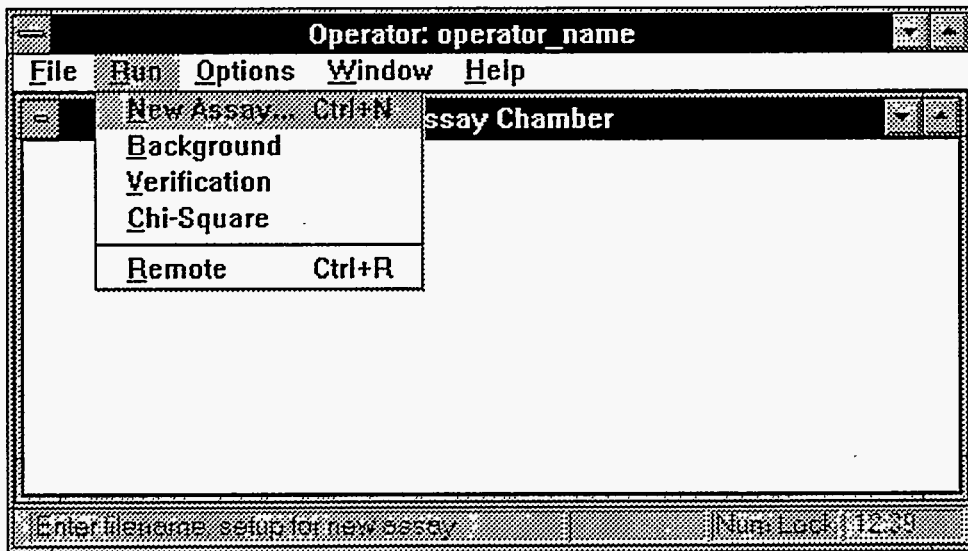 Operator: operator_name
File Run Options Window Help
ssay Chamber
New Assay... Ctrl+N
Background
Verification
Chi-Square
Remote Ctrl+R
Enter filename, setup for new assay Num Lock 12:29